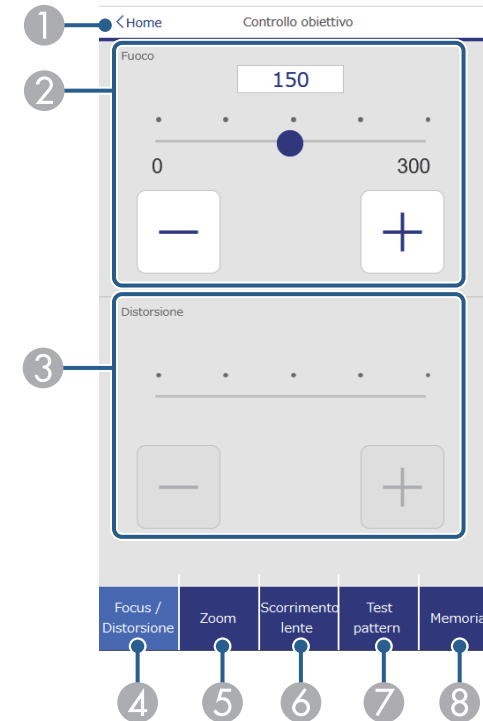 1
<Home
Controllo obiettivo
2
Fuoco
150
0
300
3
Distorsione
Focus /
Distorsione
Zoom
Scorrimento
lente
Test
pattern
Memoria
4
5
6
7
8